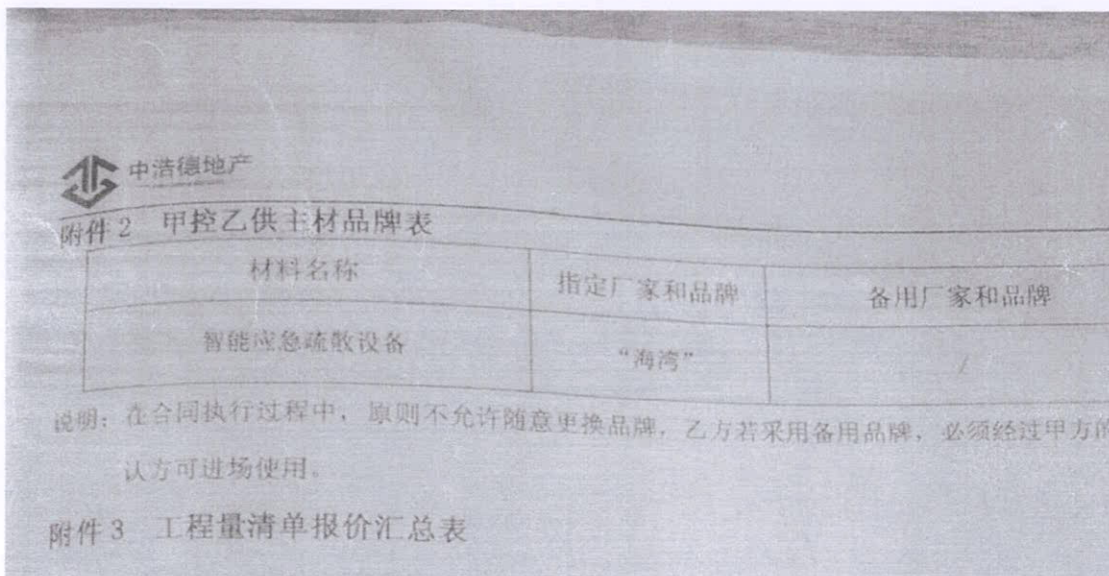 中浩德地产
附件2 甲控乙供主材品牌表
材料名称 指定厂家和品牌 备用厂家和品牌
智能应急疏散设备 “海湾” /
说明：在合同执行过程中，原则不允许随意更换品牌，乙方若采用备用品牌，必须经过甲方的
认方可进场使用。
附件3 工程量清单报价汇总表